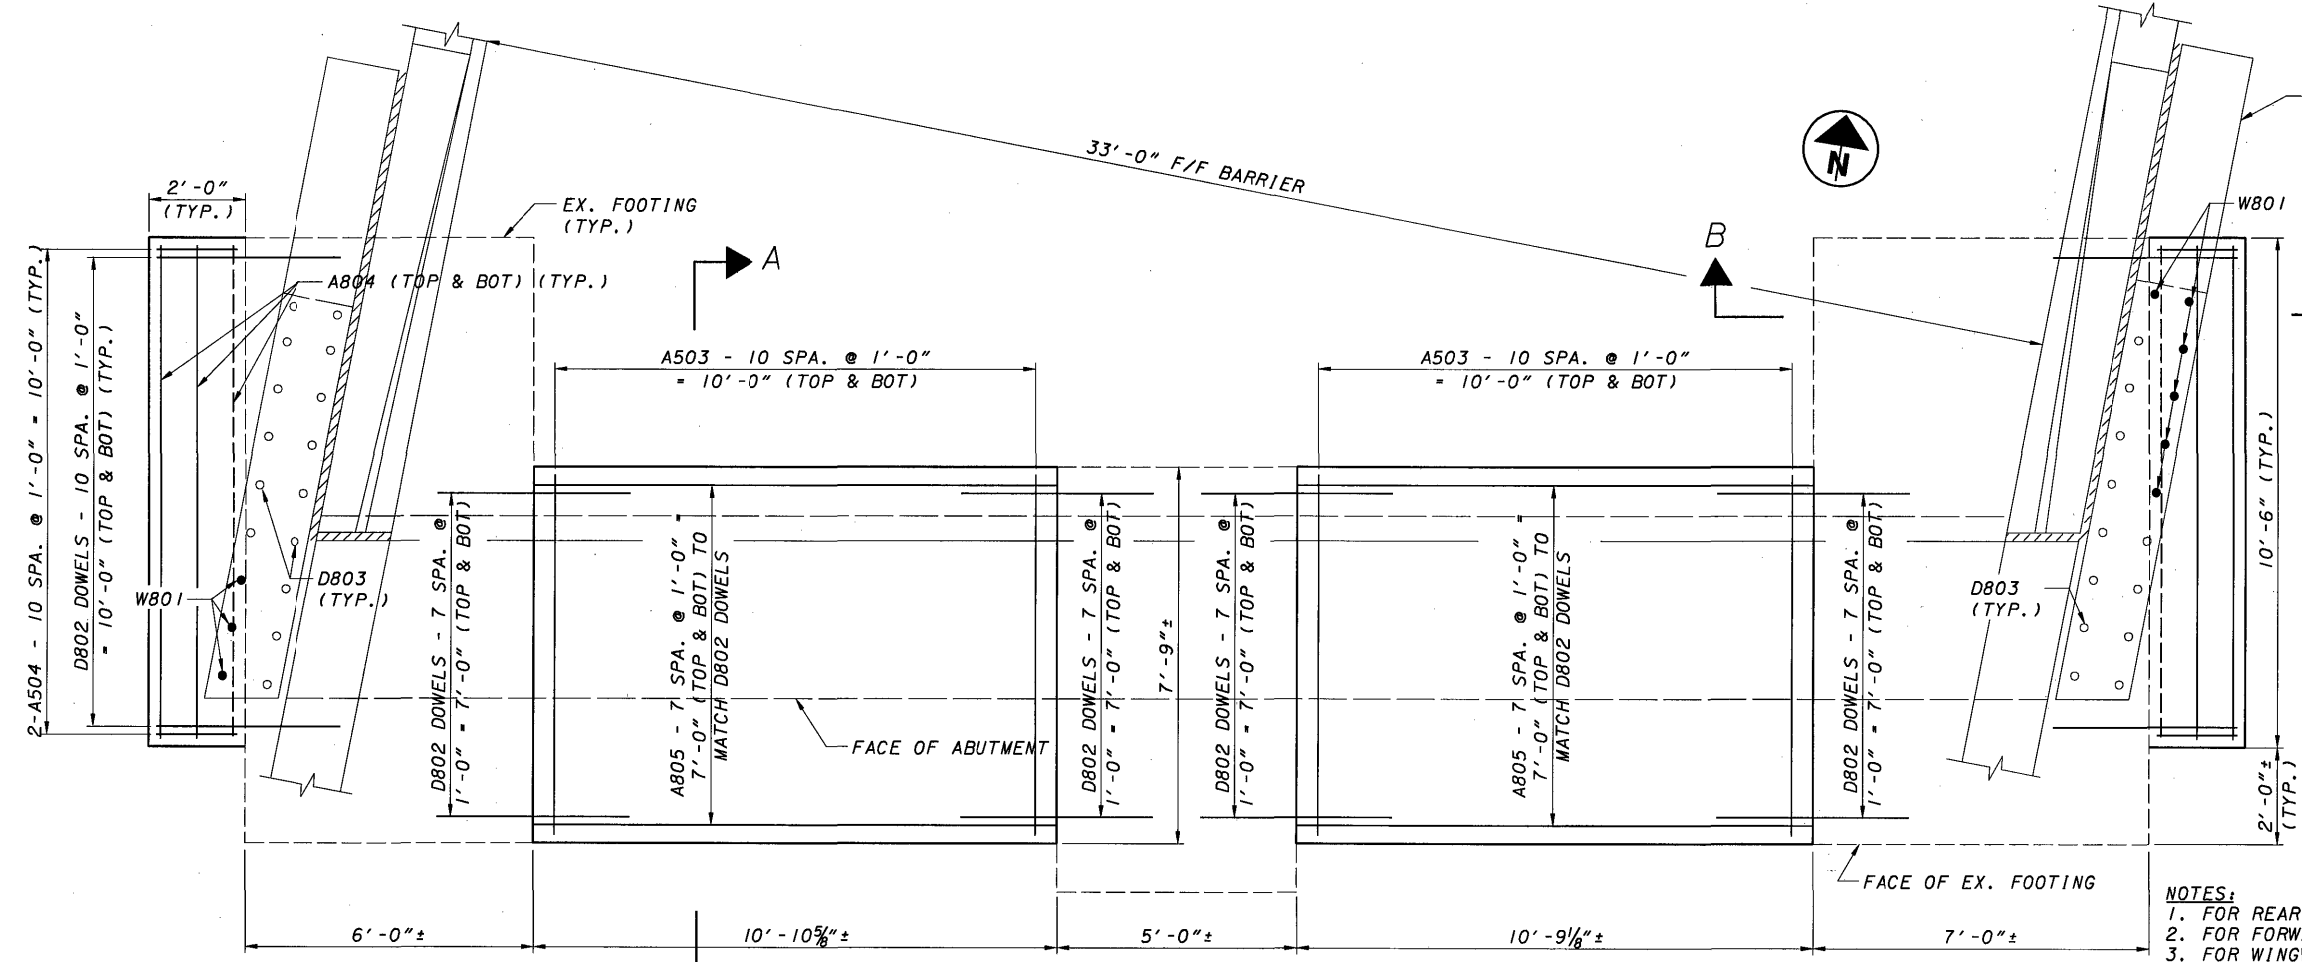 33'-0" F/F BARRIER
N
2'-0"
(TYP.)
EX. FOOTING
(TYP.)
W801
A
B
A804 (TOP & BOT) (TYP.)
2-A504 - 10 SPA. @ 1'-0" = 10'-0" (TYP.)
D802 DOWELS - 10 SPA. @ 1'-0"
= 10'-0" (TOP & BOT) (TYP.)
A503 - 10 SPA. @ 1'-0"
= 10'-0" (TOP & BOT)
A503 - 10 SPA. @ 1'-0"
= 10'-0" (TOP & BOT)
D802 DOWELS - 7 SPA. @
1'-0" = 7'-0" (TOP & BOT)
A805 - 7 SPA. @ 1'-0" =
7'-0" (TOP & BOT) TO
MATCH D802 DOWELS
D802 DOWELS - 7 SPA. @
1'-0" = 7'-0" (TOP & BOT)
7'-9"±
D802 DOWELS - 7 SPA. @
1'-0" = 7'-0" (TOP & BOT)
A805 - 7 SPA. @ 1'-0" =
7'-0" (TOP & BOT) TO
MATCH D802 DOWELS
D802 DOWELS - 7 SPA. @
1'-0" = 7'-0" (TOP & BOT)
10'-6" (TYP.)
W801
D803
(TYP.)
D803
(TYP.)
FACE OF ABUTMENT
2'-0"±
(TYP.)
FACE OF EX. FOOTING
6'-0"±
10'-10⅝"±
5'-0"±
10'-9⅛"±
7'-0"±
NOTES:
1. FOR REAR
2. FOR FORW
3. FOR WING